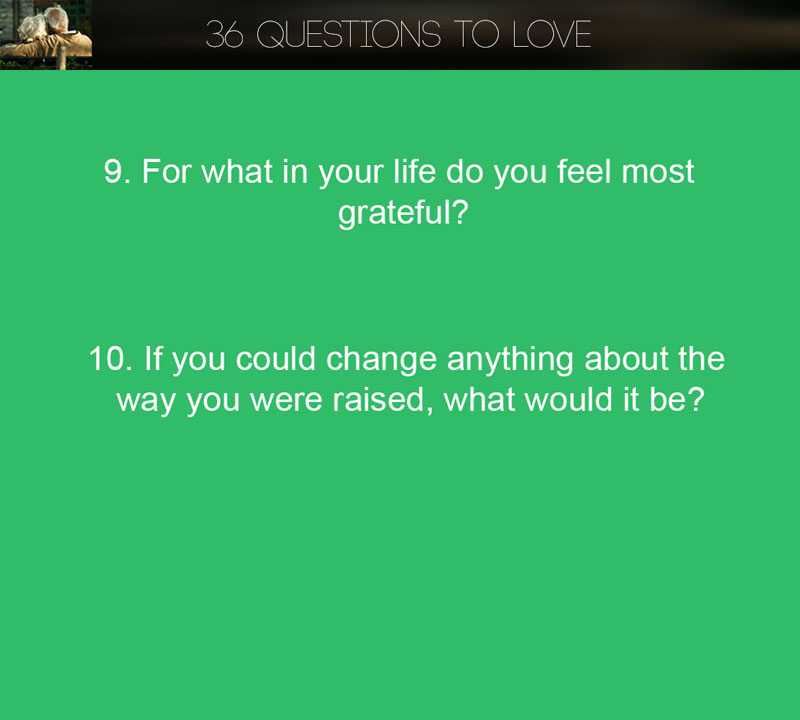 36 QUESTIONS TO LOVE
9. For what in your life do you feel most
grateful?
10. If you could change anything about the
way you were raised, what would it be?